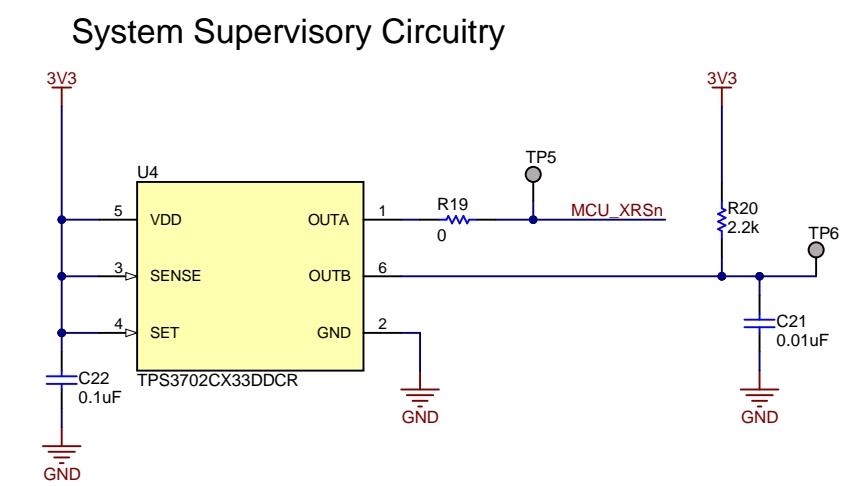 System Supervisory Circuitry
3V3
3V3
U4
TP5
R19
0
MCU_XRSn
R20
2.2k
TP6
5
VDD
OUTA
1
3
SENSE
OUTB
6
4
SET
GND
2
TPS3702CX33DDCR
C22
0.1uF
C21
0.01uF
GND
GND
GND